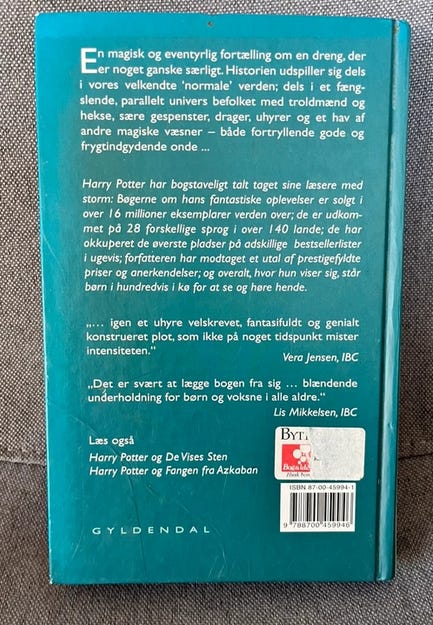 En magisk og eventyrlig fortælling om en dreng, der
er noget ganske særligt. Historien udspiller sig dels
i vores velkendte 'normale' verden; dels i et fæng-
slende, parallelt univers befolket med troldmænd og
hekse, sære gespenster, drager, uhyrer og et hav af
andre magiske væsner – både fortryllende gode og
frygtindgydende onde ...
Harry Potter har bogstaveligt talt taget sine læsere med
storm: Bøgerne om hans fantastiske oplevelser er solgt i
over 16 millioner eksemplarer verden over; de er udkom-
met på 28 forskellige sprog i over 140 lande; de har
okkuperet de øverste pladser på adskillige bestsellerlister
i ugevis; forfatteren har modtaget et utal af prestigefyldte
priser og anerkendelser; og overalt, hvor hun viser sig, står
børn i hundredvis i kø for at se og høre hende.
„... igen et uhyre velskrevet, fantasifuldt og genialt
konstrueret plot, som ikke på noget tidspunkt mister
intensiteten.“
Vera Jensen, IBC
„Det er svært at lægge bogen fra sig ... blændende
underholdning for børn og voksne i alle aldre.“
Lis Mikkelsen, IBC
Læs også
Harry Potter og De Vises Sten
Harry Potter og Fangen fra Azkaban
GYLDENDAL
ISBN 87-00-45994-1
9 788700 459946